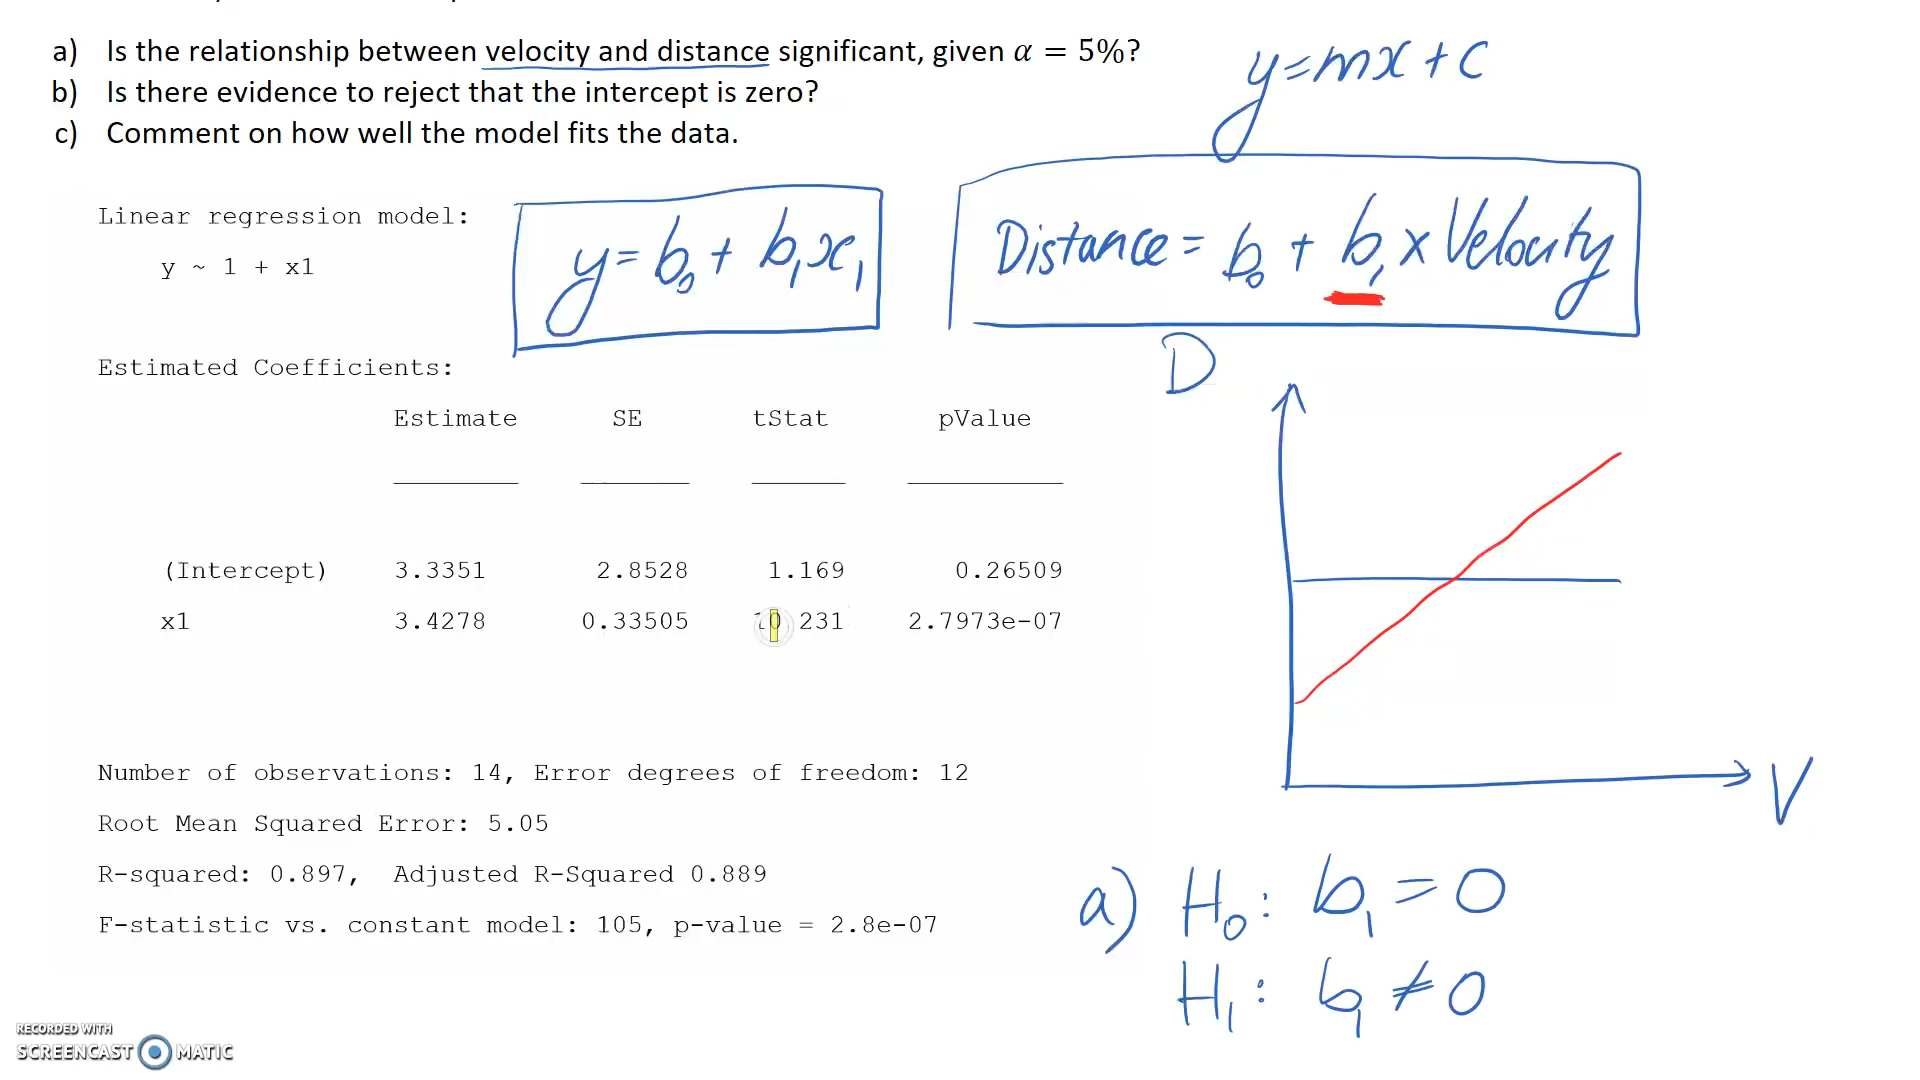 a) Is the relationship between velocity and distance significant, given α = 5%?
b) Is there evidence to reject that the intercept is zero?
c) Comment on how well the model fits the data.
y=mx+c
Linear regression model:
y ~ 1 + x1
y = b₀ + b₁x₁
Distance = b₀ + b₁ x Velocity
Estimated Coefficients:
Estimate SE tStat pValue
(Intercept) 3.3351 2.8528 1.169 0.26509
x1 3.4278 0.33505 10.231 2.7973e-07
D
V
Number of observations: 14, Error degrees of freedom: 12
Root Mean Squared Error: 5.05
R-squared: 0.897, Adjusted R-Squared 0.889
F-statistic vs. constant model: 105, p-value = 2.8e-07
a) H₀: b₁ = 0
H₁: b₁ ≠ 0
RECORDED WITH
SCREENCAST MATIC